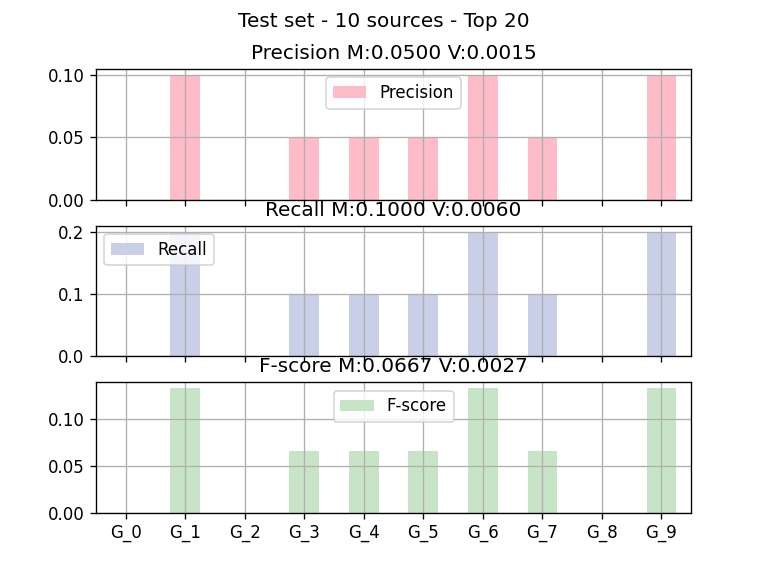 Test set - 10 sources - Top 20
Precision M:0.0500 V:0.0015
0.10
0.05
0.00
Precision
Recall M:0.1000 V:0.0060
0.2
0.1
0.0
Recall
F-score M:0.0667 V:0.0027
0.10
0.05
0.00
F-score
G_0 G_1 G_2 G_3 G_4 G_5 G_6 G_7 G_8 G_9